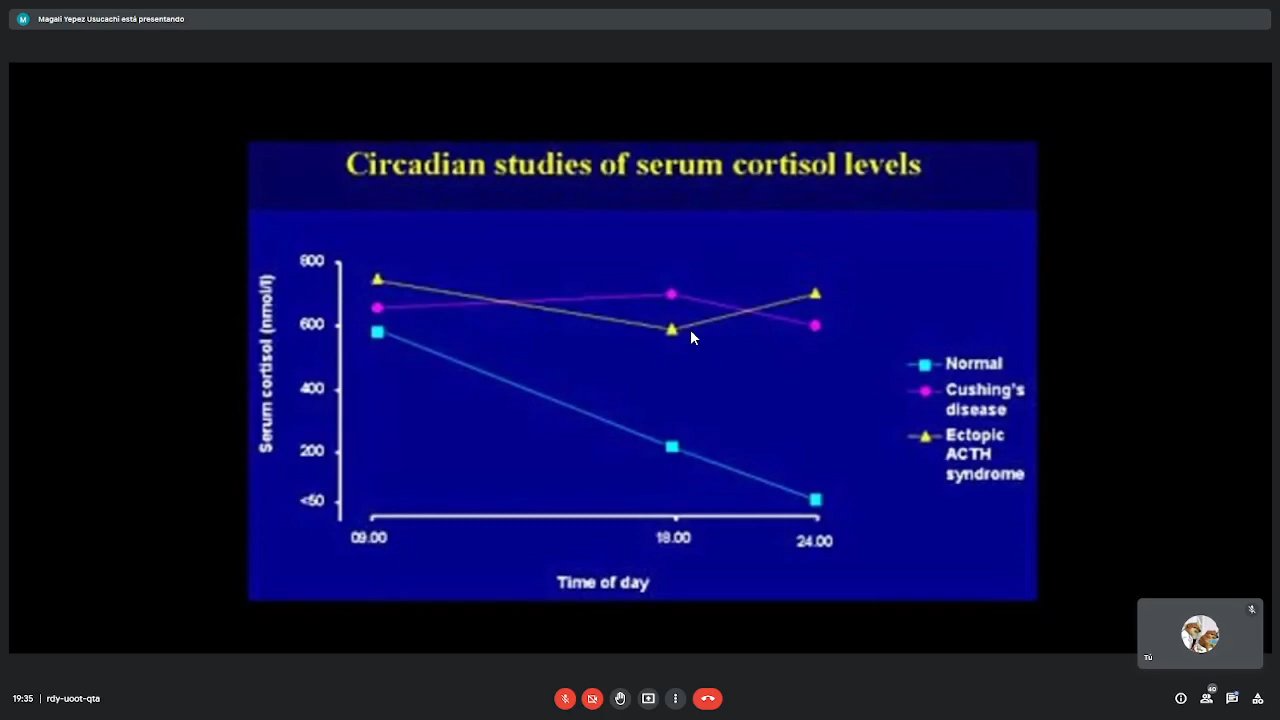 M Magali Yepez Usucachi está presentando
Circadian studies of serum cortisol levels
Serum cortisol (nmol/l)
800
600
400
200
<50
09.00
18.00
24.00
Time of day
Normal
Cushing's
disease
Ectopic
ACTH
syndrome
Tú
19:35 | rdy-uoot-qta
40